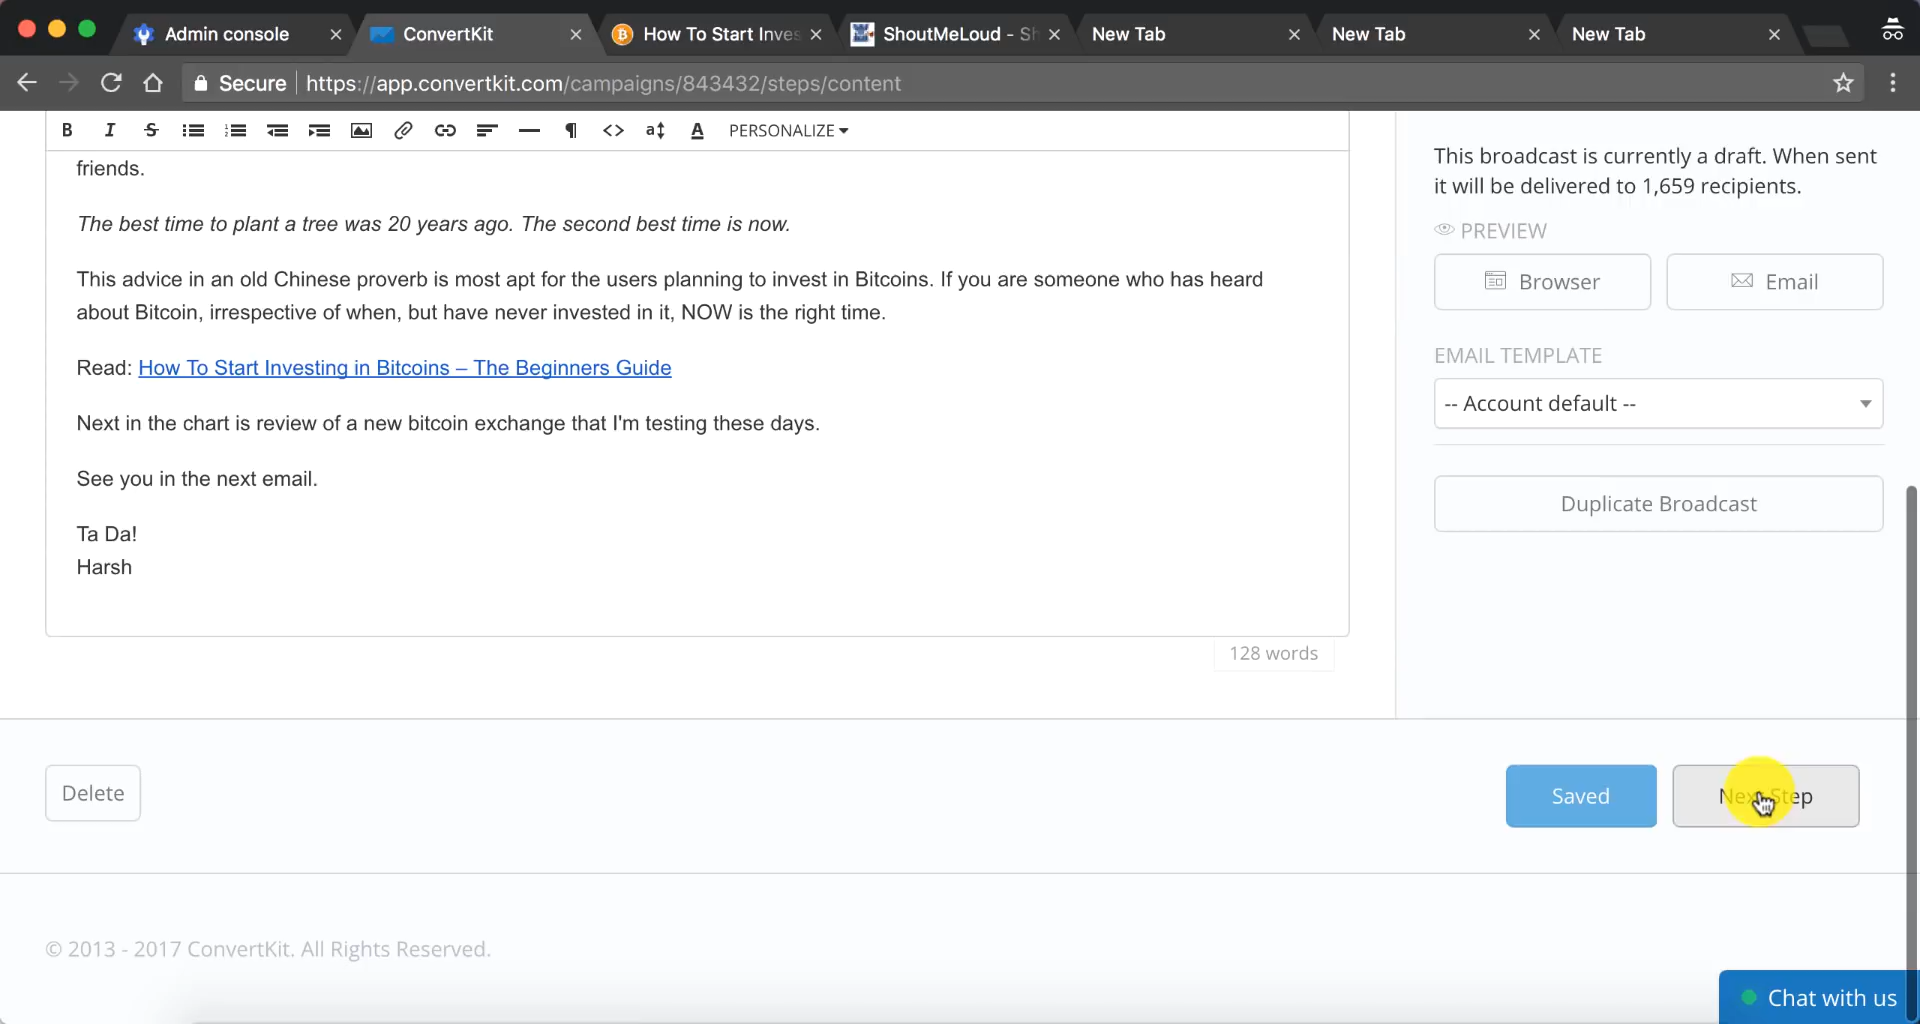 Admin console
ConvertKit
How To Start Inves
ShoutMeLoud - Sh
New Tab
New Tab
New Tab
Secure
https://app.convertkit.com/campaigns/843432/steps/content
B I S
a
A
PERSONALIZE
friends.
The best time to plant a tree was 20 years ago. The second best time is now.
This advice in an old Chinese proverb is most apt for the users planning to invest in Bitcoins. If you are someone who has heard
about Bitcoin, irrespective of when, but have never invested in it, NOW is the right time.
Read: How To Start Investing in Bitcoins – The Beginners Guide
Next in the chart is review of a new bitcoin exchange that I'm testing these days.
See you in the next email.
Ta Da!
Harsh
128 words
This broadcast is currently a draft. When sent
it will be delivered to 1,659 recipients.
PREVIEW
Browser
Email
EMAIL TEMPLATE
-- Account default --
Duplicate Broadcast
Delete
Saved
Next Step
© 2013 - 2017 ConvertKit. All Rights Reserved.
Chat with us